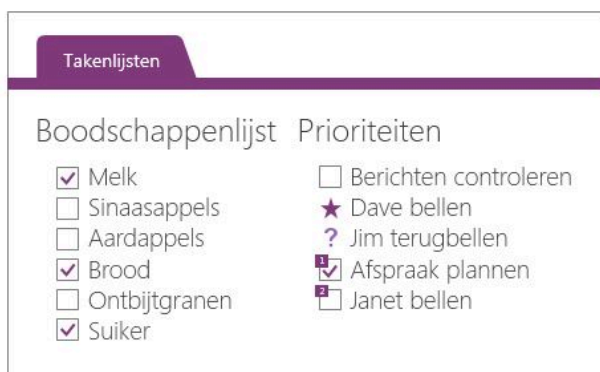 Takenlijsten
Boodschappenlijst
Melk
Sinaasappels
Aardappels
Brood
Ontbijtgranen
Suiker
Prioriteiten
Berichten controleren
Dave bellen
? Jim terugbellen
1 Afspraak plannen
2 Janet bellen